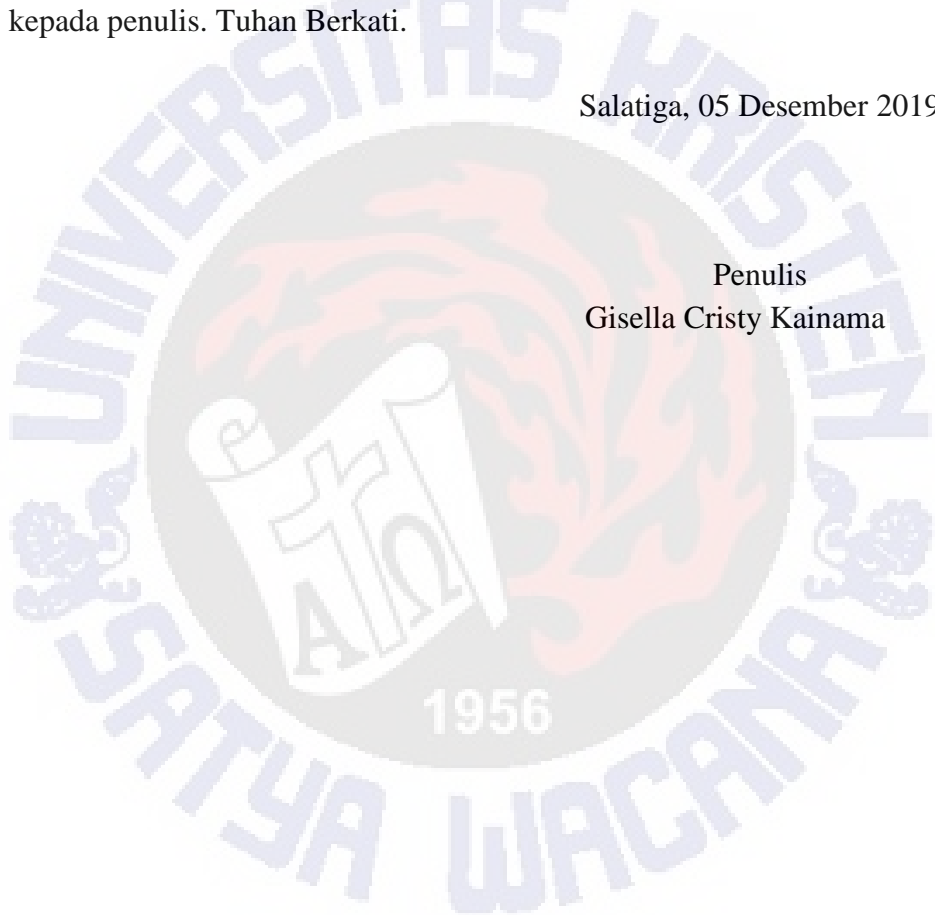 kepada penulis. Tuhan Berkati.
Salatiga, 05 Desember 2019
Penulis
Gisella Cristy Kainama
UNIVERSITAS KRISTEN
SATYA WACANA
Α Ω
1956